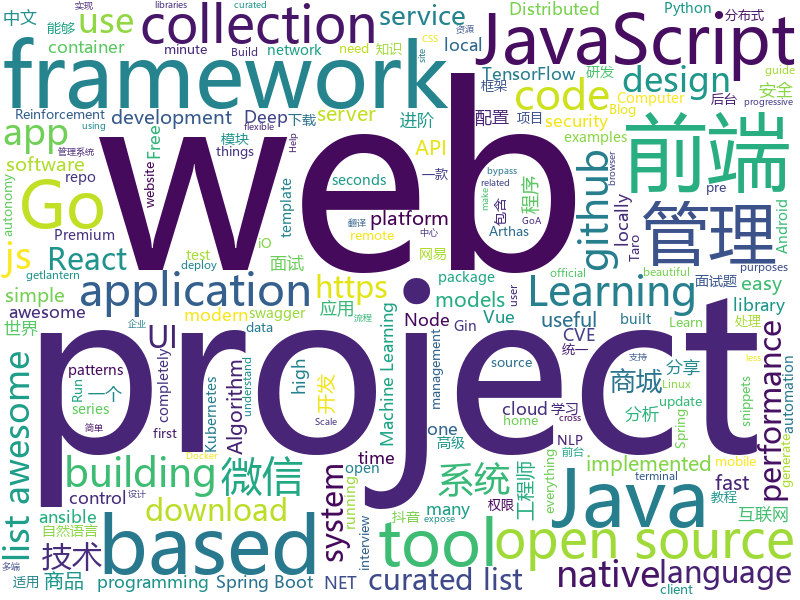 实现
libraries
curated
中文
能够
container
minute
Build
network
need
知识
collection
use
service
local
Distributed
Python
JavaScript
分布式
CSS
资源
site
guide
TensorFlow
研发
框架
后台
安全
Computer
Blog
progressive
framework
web
design
code
app
development
Deep
下载
server
进阶
配置
项目
software
模块
Free
examples
Reinforcement
things
API
security
flexible
Help
autonomy
repo
website
template
seconds
一款
程序
pre
包含
前端
Go
Premium
test
iO
platform
github
管理
locally
Android
js
React
deploy
面试
翻译
中心
网易
Arthas
bypass
related
make
GoA
remote
Taro
browser
getlantern
application
https
models
package
official
beautiful
面试题
purposes
simple
awesome
modern
swagger
应用
Node
Learning
easy
世界
管理系统
UI
data
Vue
built
user
library
处理
list awesome
completely
Run
patterns
企业
流程
Machine Learning
Gin
useful
CVE
统一
Learn
Kubernetes
Algorithm
high
management
source
cloud
学习
分享
performance
Linux
series
一个
开发
one
NLP
商城
update
Spring
less
简单
first
understand
Scale
高级
前台
分析
snippets
automation
building
微信
系统
home
支持
cross
project
Java
技术
control
Docker
time
工程师
implemented
fast
download
many
权限
everything
generate
mobile
ansible
system
running
open
interview
terminal
教程
互联网
自然语言
based
抖音
expose
tool
open source
using
多端
适用
商品
programming
Spring Boot
设计
NET
curated list
native
language
client